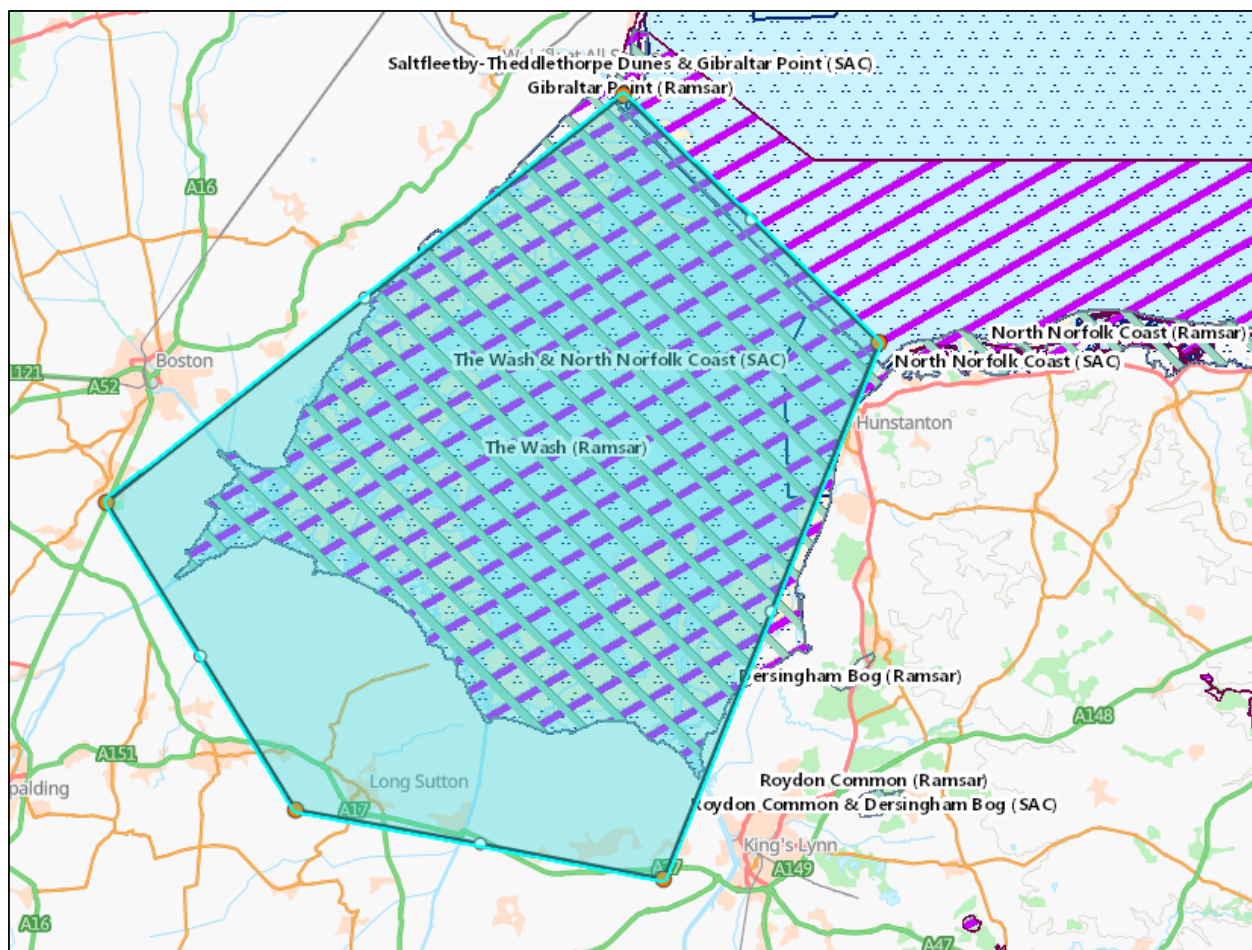 Saltfleetby-Theddlethorpe Dunes & Gibraltar Point (SAC)
Gibraltar Point (Ramsar)
A16
North Norfolk Coast (Ramsar)
The Wash & North Norfolk Coast (SAC)
North Norfolk Coast (SAC)
Boston
A52
Hunstanton
The Wash (Ramsar)
Dersingham Bog (Ramsar)
A148
A151
Long Sutton
Roydon Common (Ramsar)
Roydon Common & Dersingham Bog (SAC)
A17
King's Lynn
A17
A149
A16
A47